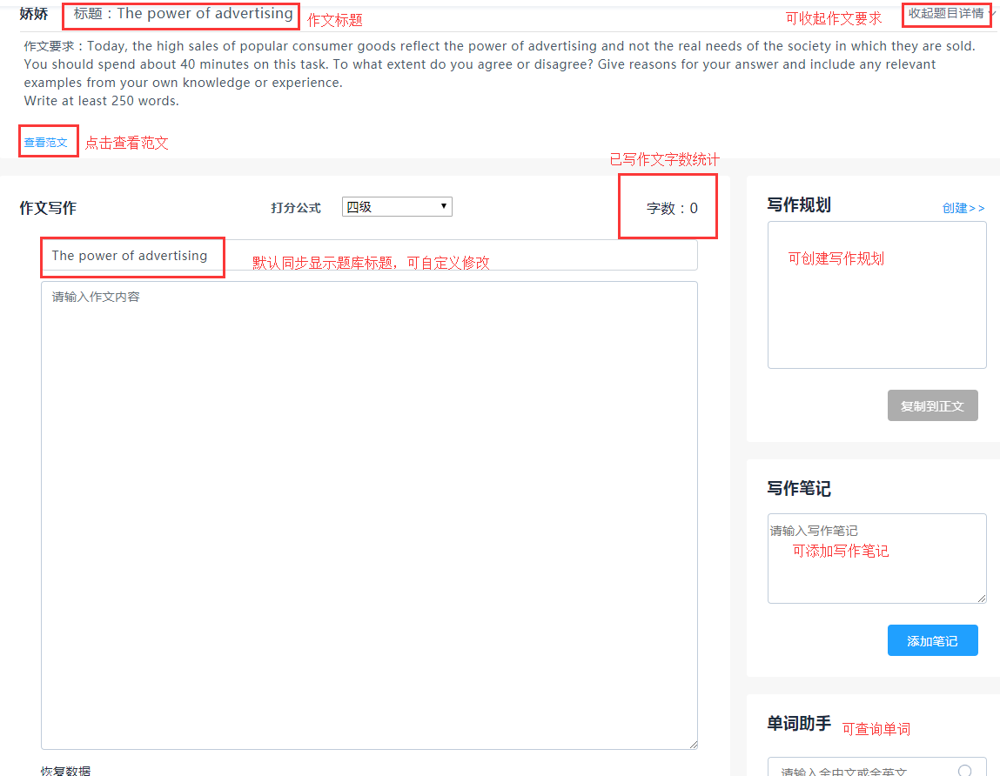 娇娇 标题：The power of advertising 作文标题 可收起作文要求 收起题目详情
作文要求：Today, the high sales of popular consumer goods reflect the power of advertising and not the real needs of the society in which they are sold.
You should spend about 40 minutes on this task. To what extent do you agree or disagree? Give reasons for your answer and include any relevant
examples from your own knowledge or experience.
Write at least 250 words.
查看范文 点击查看范文
已写作文字数统计
作文写作 打分公式 四级 字数：0
The power of advertising 默认同步显示题库标题，可自定义修改
请输入作文内容
恢复数据
写作规划 创建>>
可创建写作规划
复制到正文
写作笔记
请输入写作笔记
可添加写作笔记
添加笔记
单词助手 可查询单词
请输入全中文或全英文